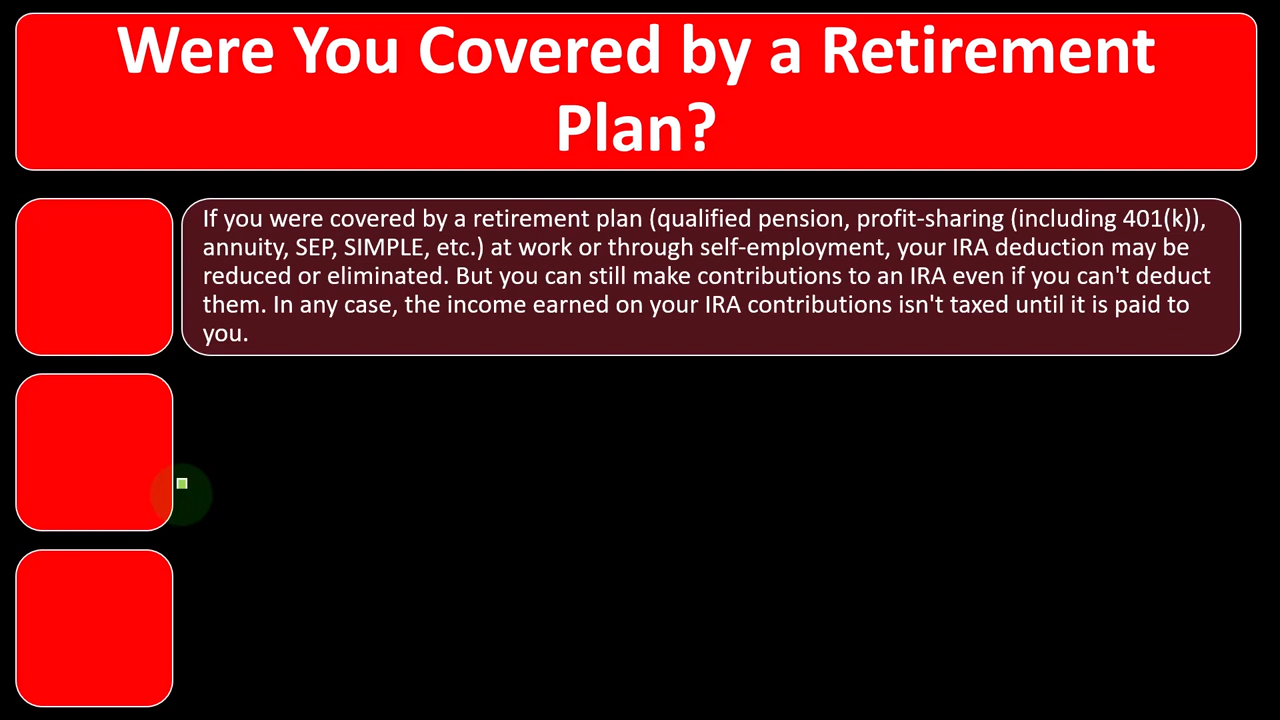 Were You Covered by a Retirement
Plan?
If you were covered by a retirement plan (qualified pension, profit-sharing (including 401(k)),
annuity, SEP, SIMPLE, etc.) at work or through self-employment, your IRA deduction may be
reduced or eliminated. But you can still make contributions to an IRA even if you can't deduct
them. In any case, the income earned on your IRA contributions isn't taxed until it is paid to
you.